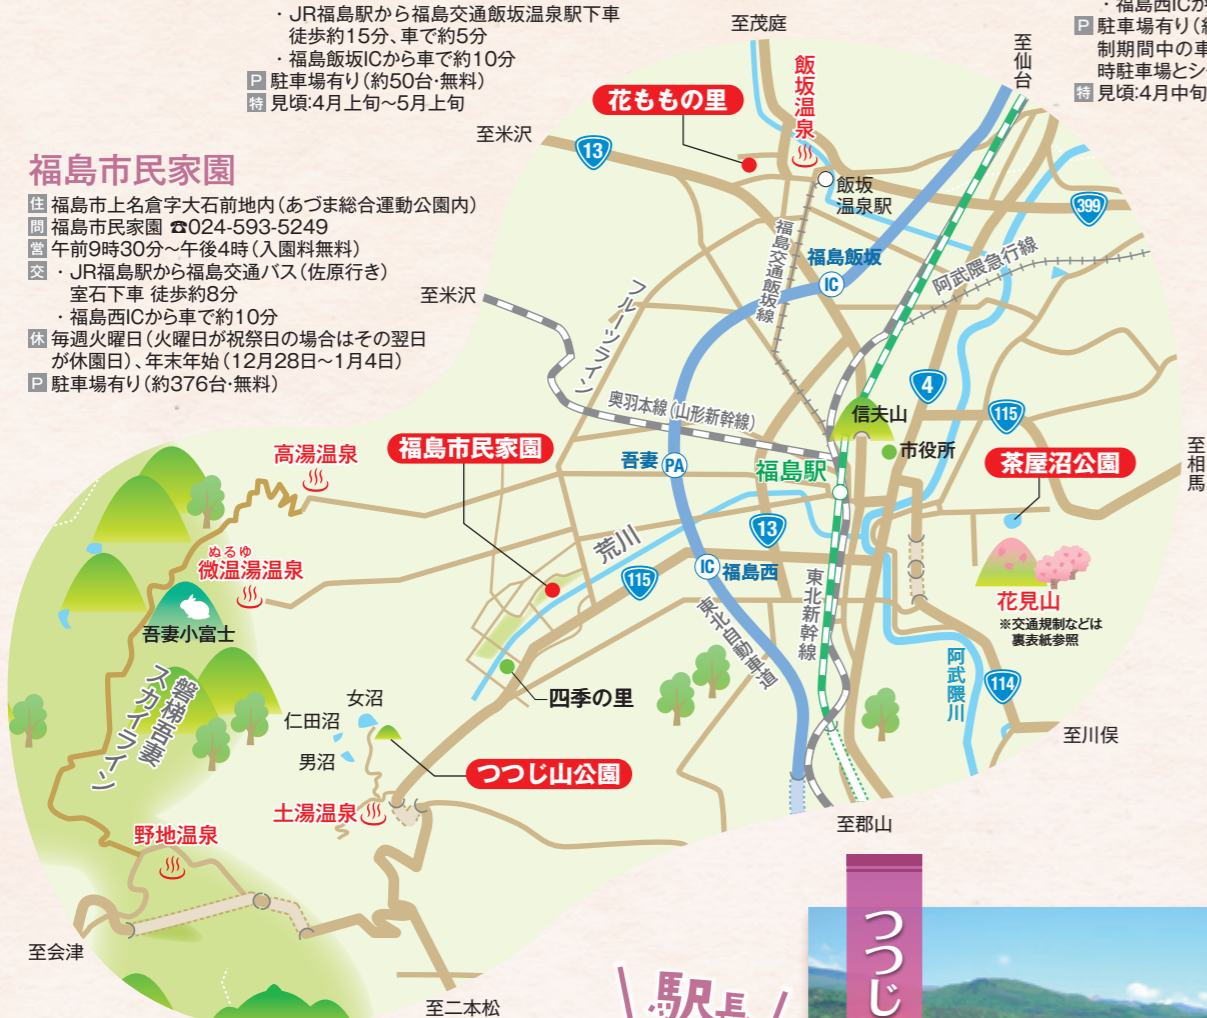 ・JR福島駅から福島交通飯坂温泉駅下車
徒歩約15分、車で約5分
・福島飯坂ICから車で約10分
P 駐車場有り（約50台・無料）
特 見頃：4月上旬～5月上旬
・福島西ICか
P 駐車場有り（約
制期間中の車
時駐車場とシ
特 見頃：4月中旬
福島市民家園
住 福島市上名倉字大石前地内（あづま総合運動公園内）
問 福島市民家園 ☎024-593-5249
営 午前9時30分～午後4時（入園料無料）
交 ・JR福島駅から福島交通バス（佐原行き）
室石下車 徒歩約8分
・福島西ICから車で約10分
休 毎週火曜日（火曜日が祝祭日の場合はその翌日
が休園日）、年末年始（12月28日～1月4日）
P 駐車場有り（約376台・無料）
至茂庭
至仙台
飯坂温泉
花ももの里
至米沢
13
飯坂
温泉駅
399
福島交通飯坂線
福島飯坂
IC
阿武隈急行線
至米沢
フルーツライン
4
奥羽本線（山形新幹線）
信夫山
115
市役所
福島市民家園
高湯温泉
吾妻
PA
福島駅
茶屋沼公園
至相馬
13
荒川
ぬるゆ
微温湯温泉
115
IC
福島西
花見山
※交通規制などは
裏表紙参照
吾妻小富士
東北新幹線
東北自動車道
阿武隈川
磐梯吾妻
スカイライン
四季の里
114
女沼
仁田沼
男沼
至川俣
つつじ山公園
土湯温泉
至郡山
野地温泉
至会津
至二本松
つつじ
駅長